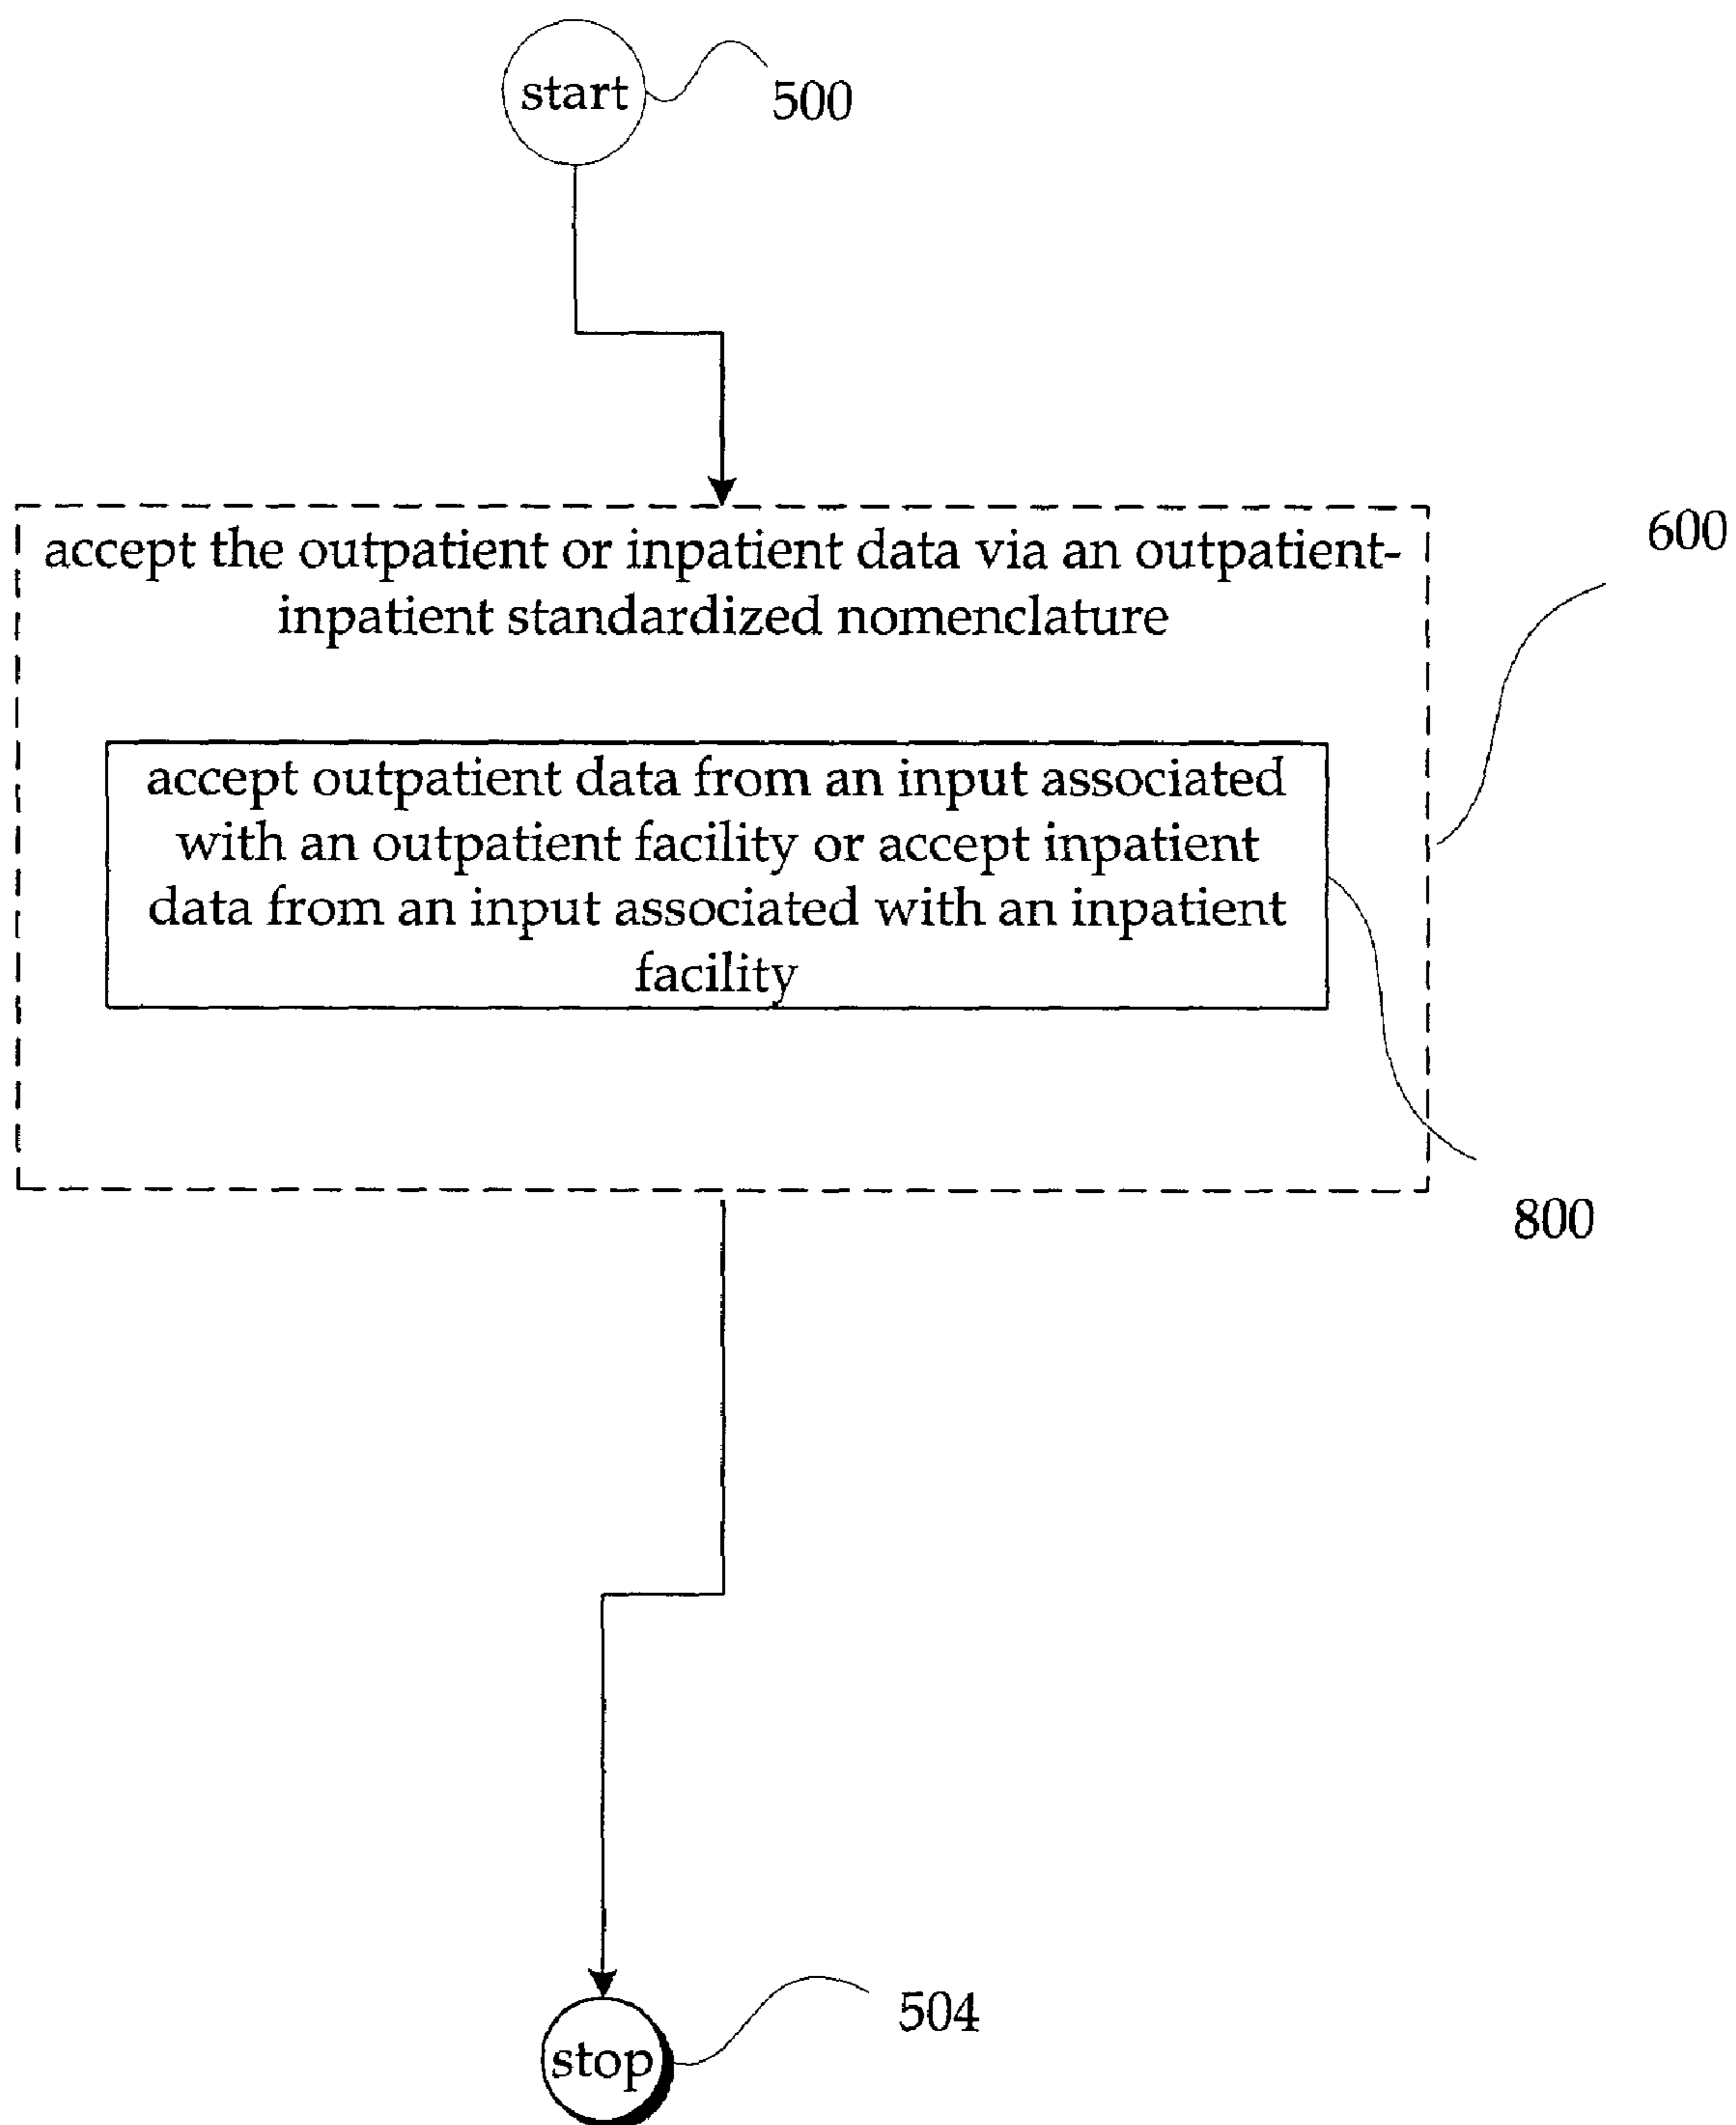 start
500
600
accept the outpatient or inpatient data via an outpatient-
inpatient standardized nomenclature
accept outpatient data from an input associated
with an outpatient facility or accept inpatient
data from an input associated with an inpatient
facility
800
504
stop